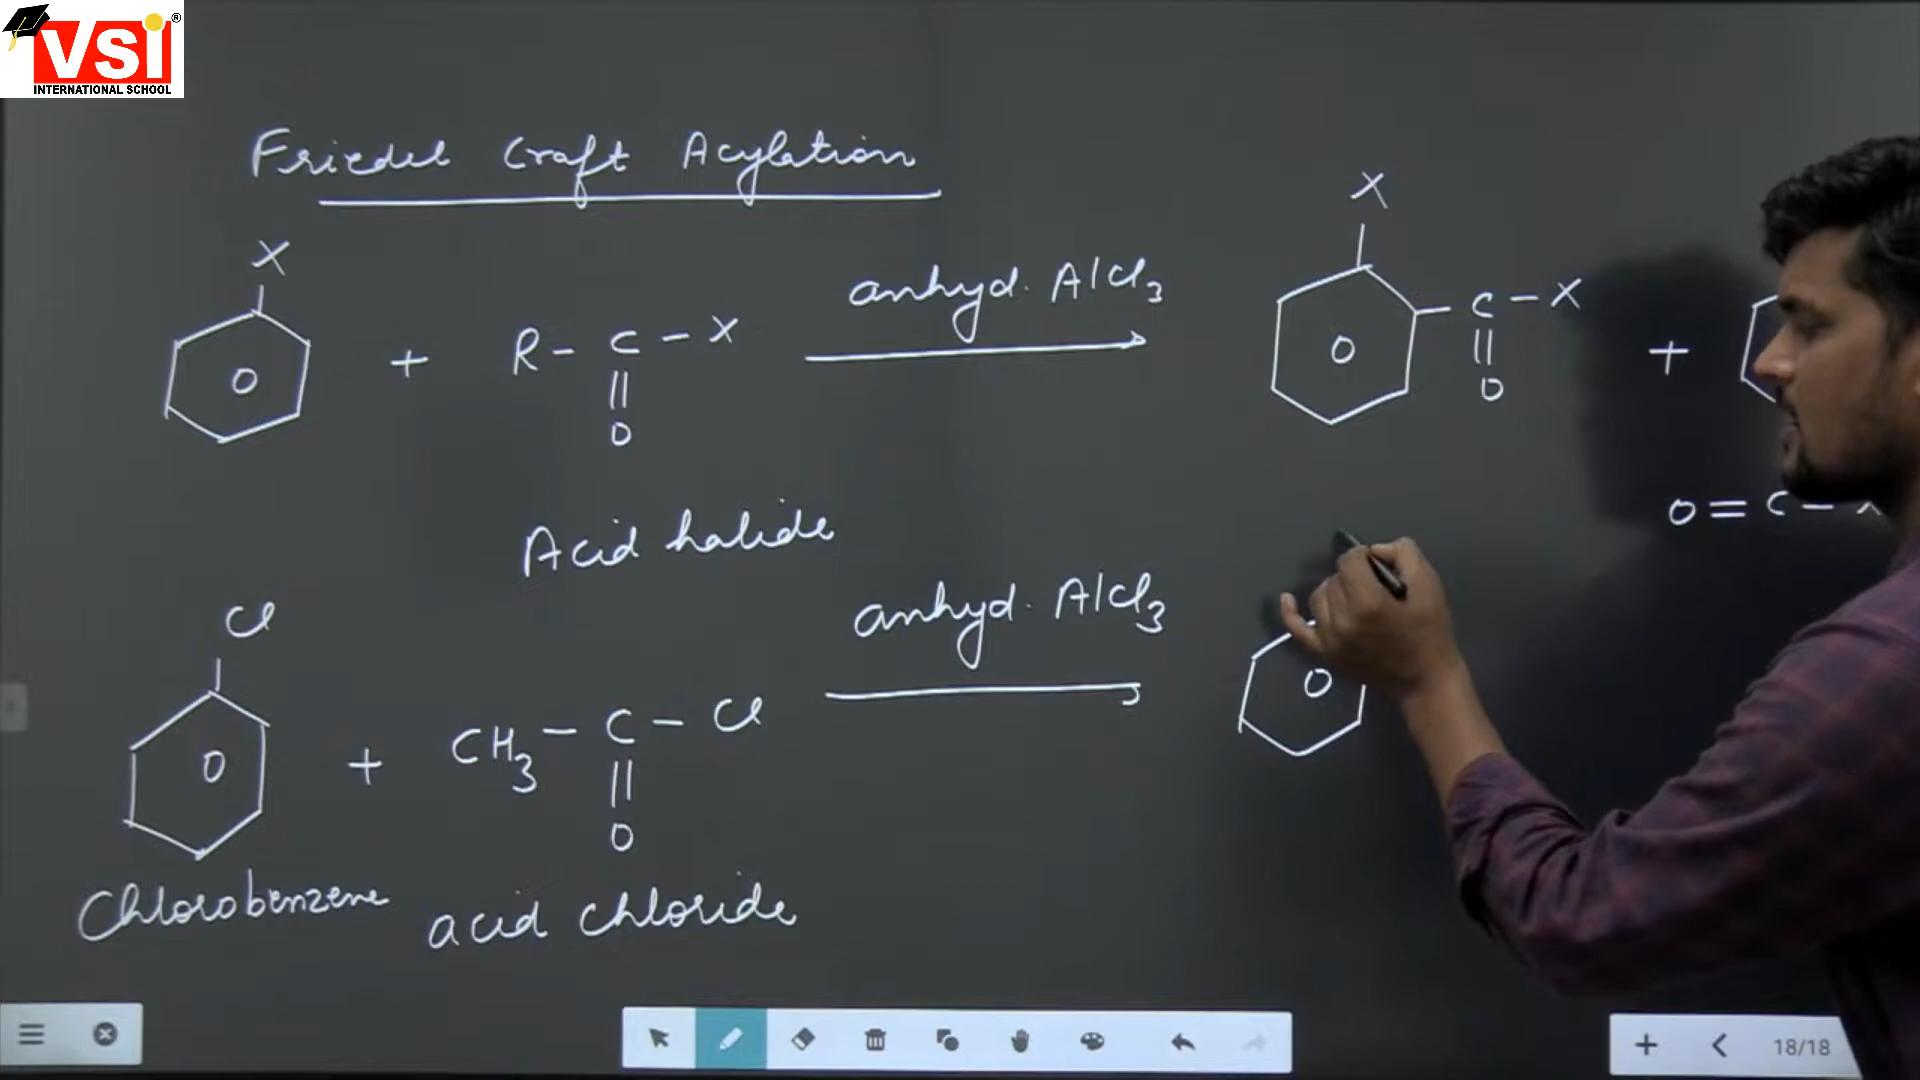 VSI ®
INTERNATIONAL SCHOOL
Friedel Craft Acylation
X
O
+
R - C - X
O
anhyd. AlCl3
X
O
C - X
O
+
O = C - X
Acid halide
Cl
O
+
CH3 - C - Cl
O
anhyd. AlCl3
O
Chlorobenzene
acid chloride
18/18